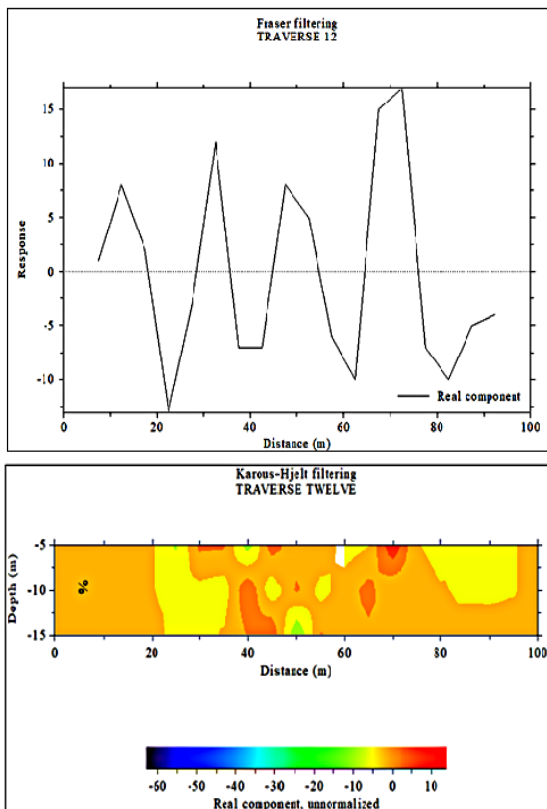 Fraser filtering
TRAVERSE 12
15
10
5
0
-5
-10
Response
Real component
0 20 40 60 80 100
Distance (m)
Karous-Hjelt filtering
TRAVERSE TWELVE
-5
-10
-15
Depth (m)
%
0 20 40 60 80 100
Distance (m)
-60 -50 -40 -30 -20 -10 0 10
Real component, unnormalized